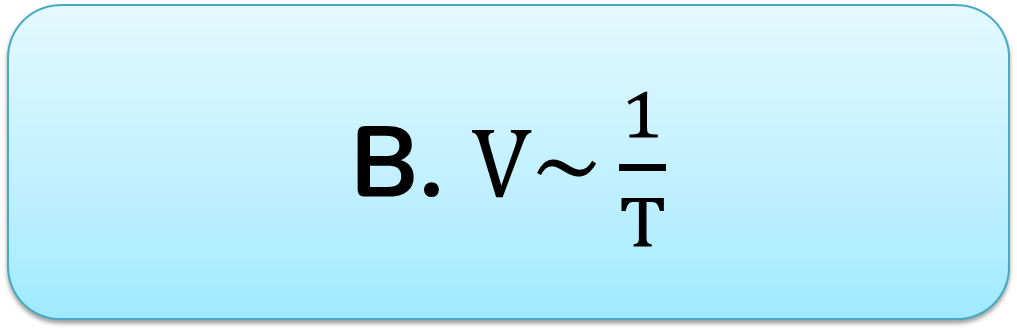 B. V~ 1/T